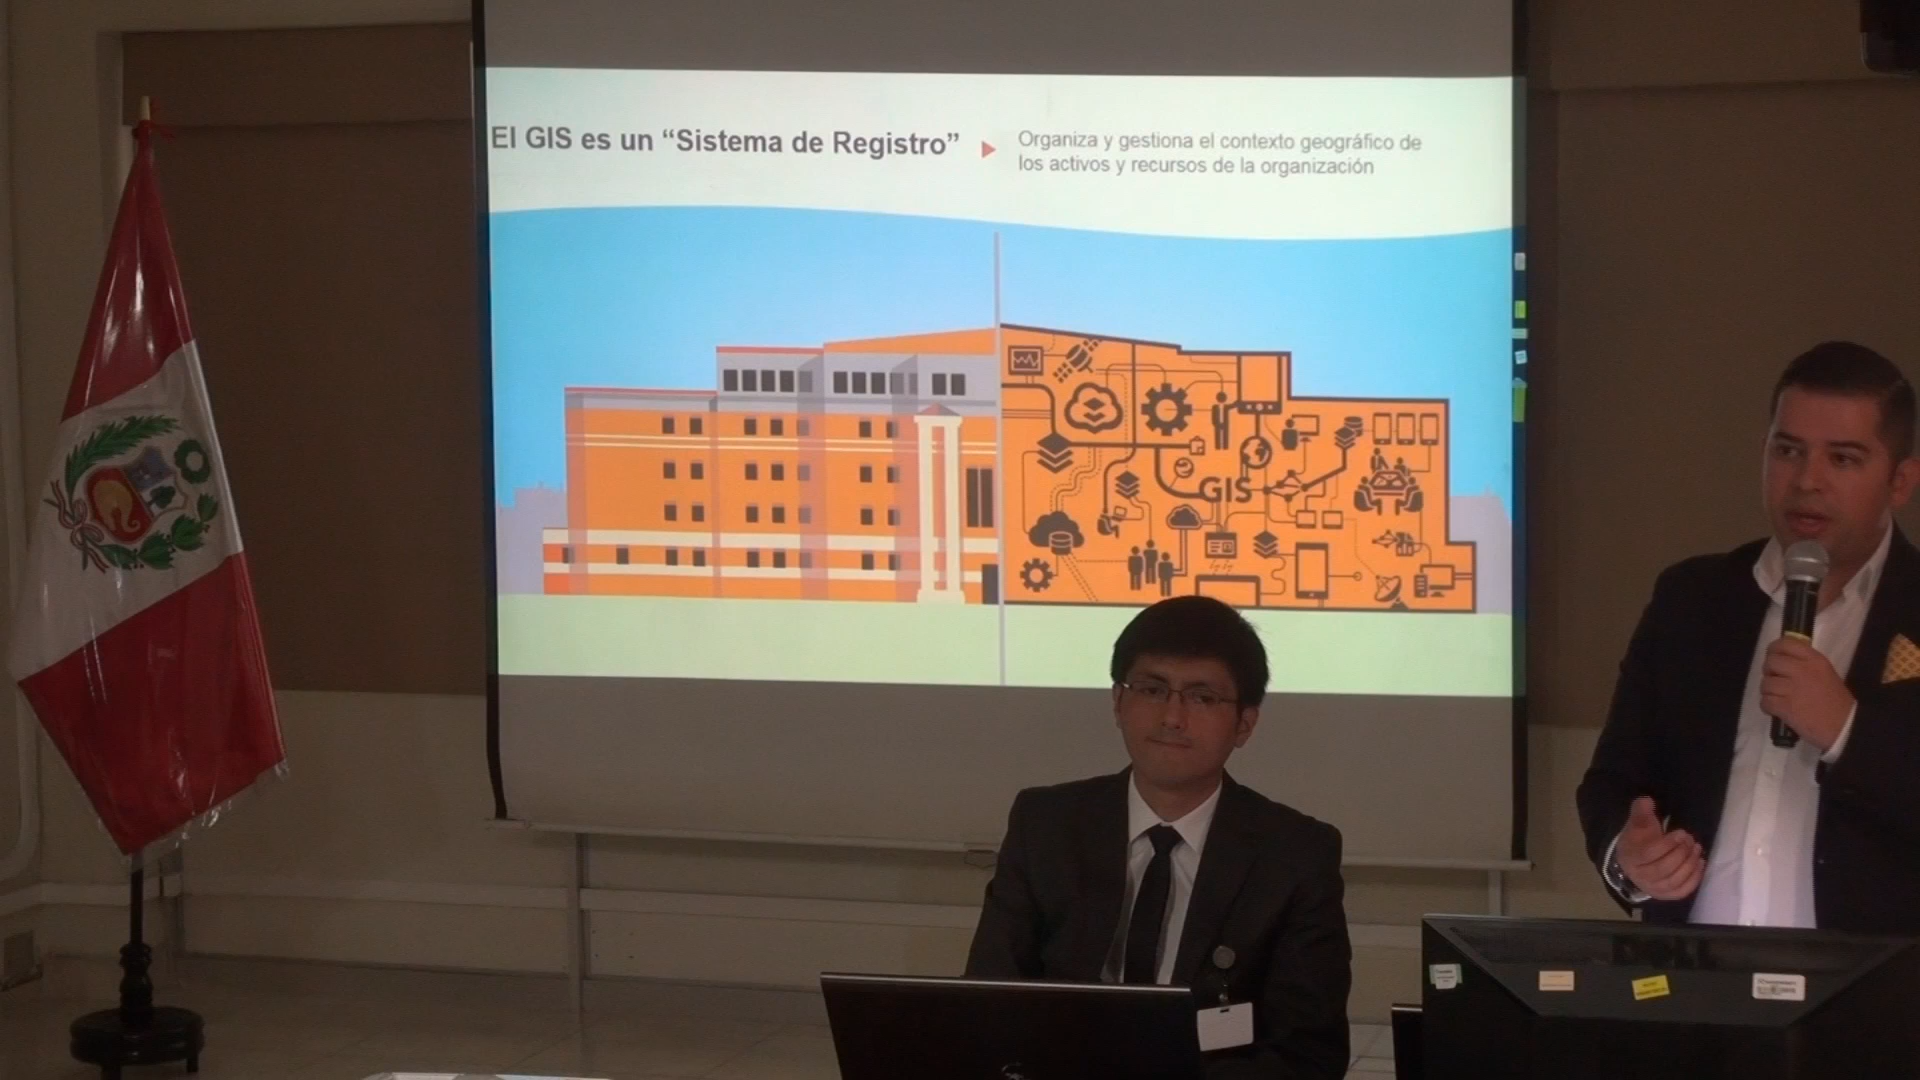 El GIS es un “Sistema de Registro”
Organiza y gestiona el contexto geográfico de
los activos y recursos de la organización
GIS